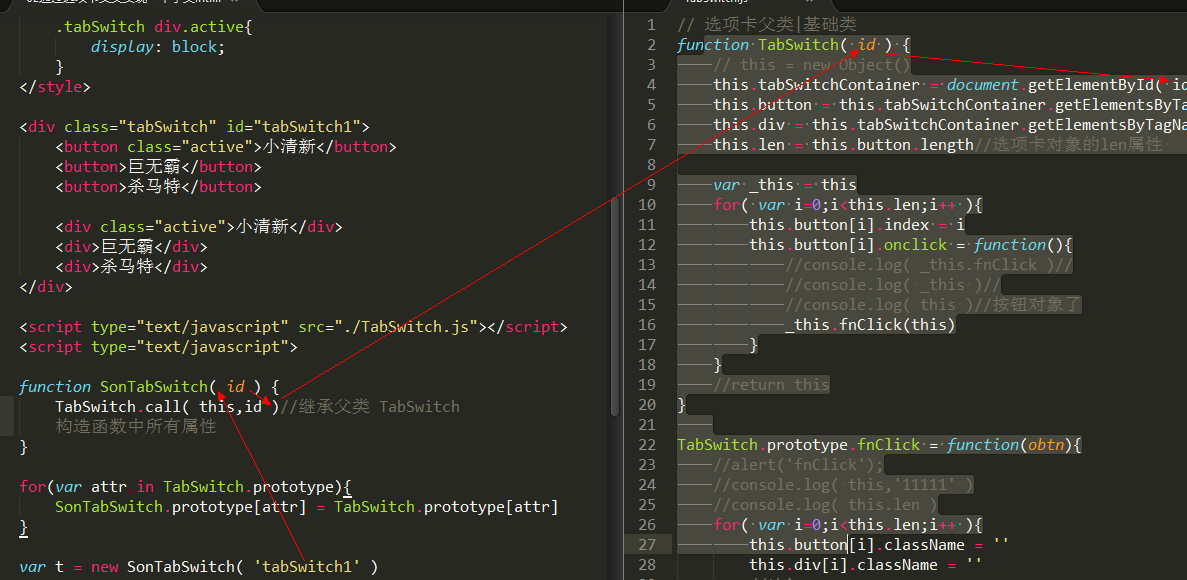 .tabSwitch div.active{
display: block;
}
</style>
<div class="tabSwitch" id="tabSwitch1">
<button class="active">小清新</button>
<button>巨无霸</button>
<button>杀马特</button>
<div class="active">小清新</div>
<div>巨无霸</div>
<div>杀马特</div>
</div>
<script type="text/javascript" src="./TabSwitch.js"></script>
<script type="text/javascript">
function SonTabSwitch( id ) {
TabSwitch.call( this,id )//继承父类 TabSwitch
构造函数中所有属性
}
for(var attr in TabSwitch.prototype){
SonTabSwitch.prototype[attr] = TabSwitch.prototype[attr]
}
var t = new SonTabSwitch( 'tabSwitch1' )
1 // 选项卡父类|基础类
2 function TabSwitch( id ) {
3 // this = new Object()
4 this.tabSwitchContainer = document.getElementById( id
5 this.button = this.tabSwitchContainer.getElementsByTa
6 this.div = this.tabSwitchContainer.getElementsByTagNa
7 this.len = this.button.length//选项卡对象的len属性
8
9 var _this = this
10 for( var i=0;i<this.len;i++ ){
11 this.button[i].index = i
12 this.button[i].onclick = function(){
13 //console.log( _this.fnClick )//
14 //console.log( _this )//
15 //console.log( this )//按钮对象了
16 _this.fnClick(this)
17 }
18 }
19 //return this
20 }
21
22 TabSwitch.prototype.fnClick = function(obtn){
23 //alert('fnClick');
24 //console.log( this,'11111' )
25 //console.log( this.len )
26 for( var i=0;i<this.len;i++ ){
27 this.button[i].className = ''
28 this.div[i].className = ''